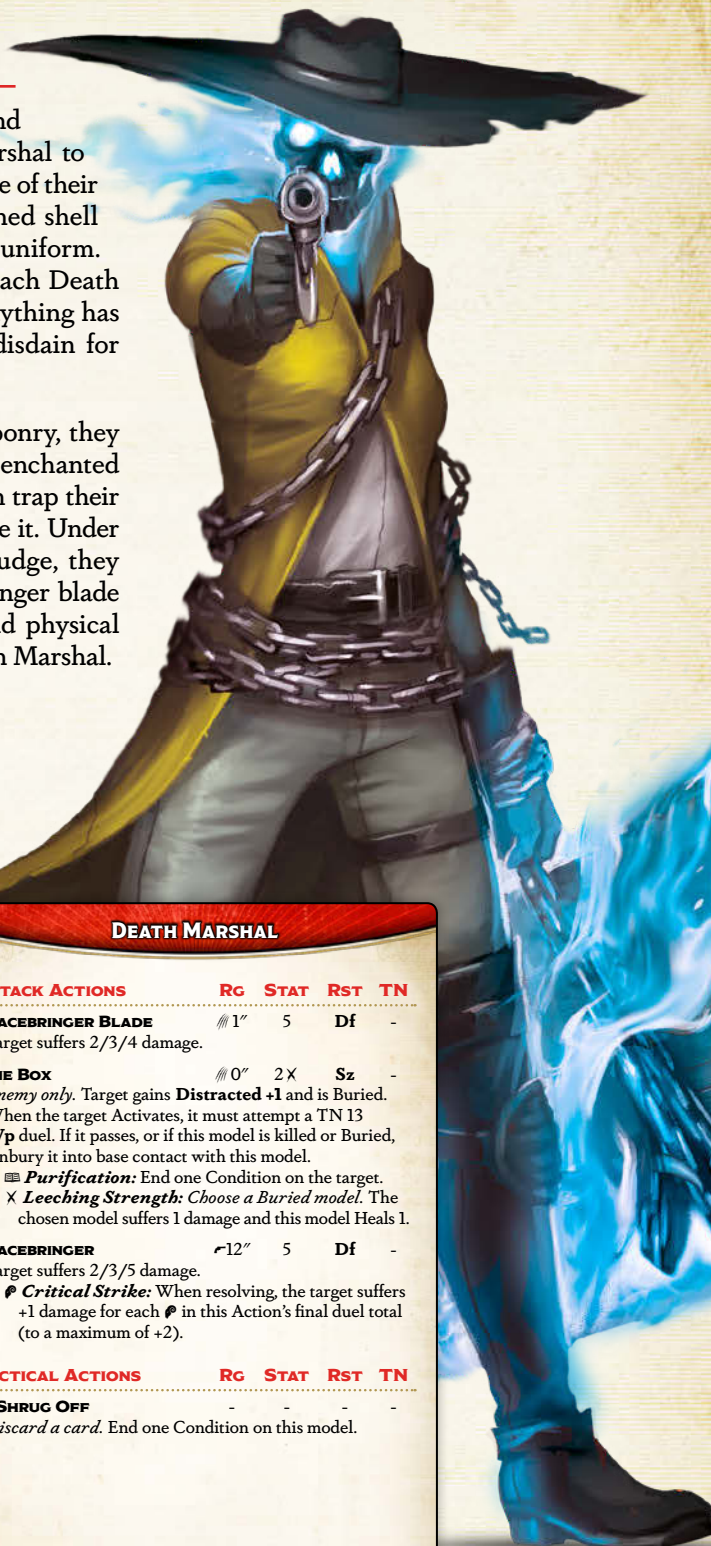 nd
rshal to
e of their
ned shell
uniform.
ach Death
ything has
disdain for
ponry, they
enchanted
n trap their
e it. Under
udge, they
nger blade
d physical
h Marshal.
DEATH MARSHAL
TACK ACTIONS RG STAT RST TN
ACEBRINGER BLADE 1″ 5 Df -
arget suffers 2/3/4 damage.
HE BOX 0″ 2 Sz -
nemy only. Target gains Distracted +1 and is Buried.
When the target Activates, it must attempt a TN 13
Wp duel. If it passes, or if this model is killed or Buried,
nbury it into base contact with this model.
Purification: End one Condition on the target.
Leeching Strength: Choose a Buried model. The
chosen model suffers 1 damage and this model Heals 1.
ACEBRINGER 12″ 5 Df -
arget suffers 2/3/5 damage.
Critical Strike: When resolving, the target suffers
+1 damage for each in this Action's final duel total
(to a maximum of +2).
CTICAL ACTIONS RG STAT RST TN
SHRUG OFF - - - -
iscard a card. End one Condition on this model.